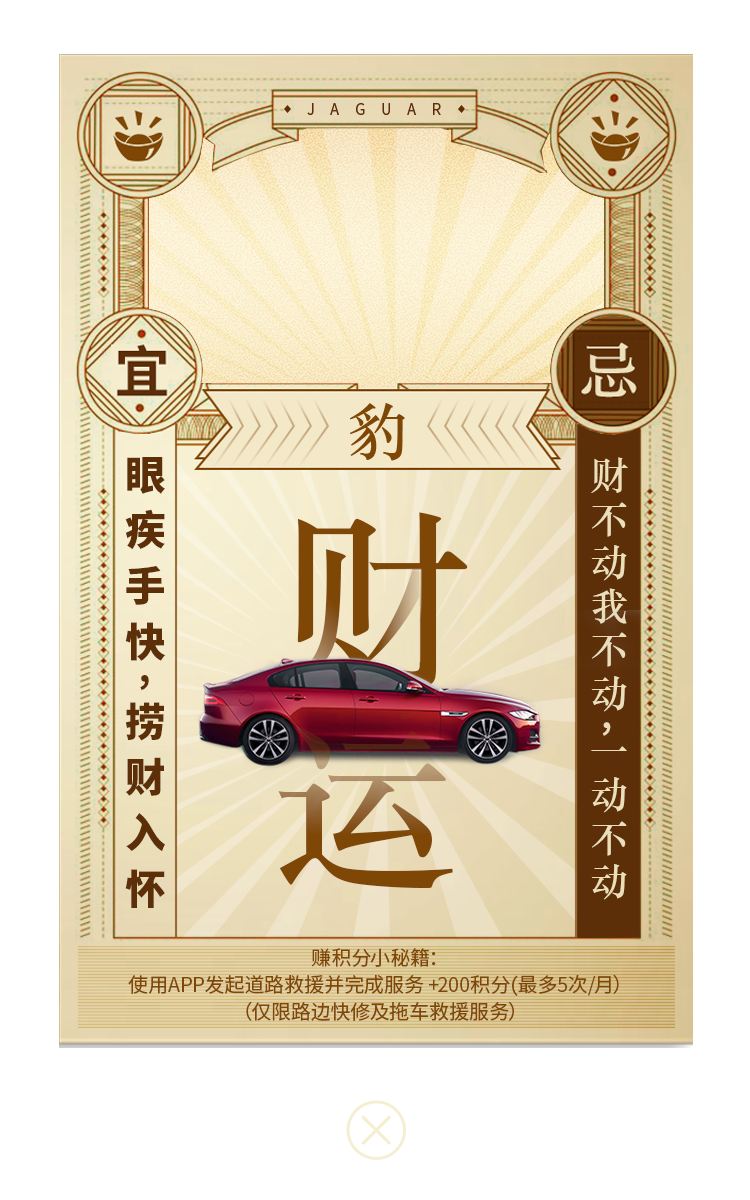 JAGUAR
宜
忌
豹
眼疾手快，捞财入怀
财运
财不动我不动，一动不动
赚积分小秘籍：
使用APP发起道路救援并完成服务 +200积分(最多5次/月)
(仅限路边快修及拖车救援服务)